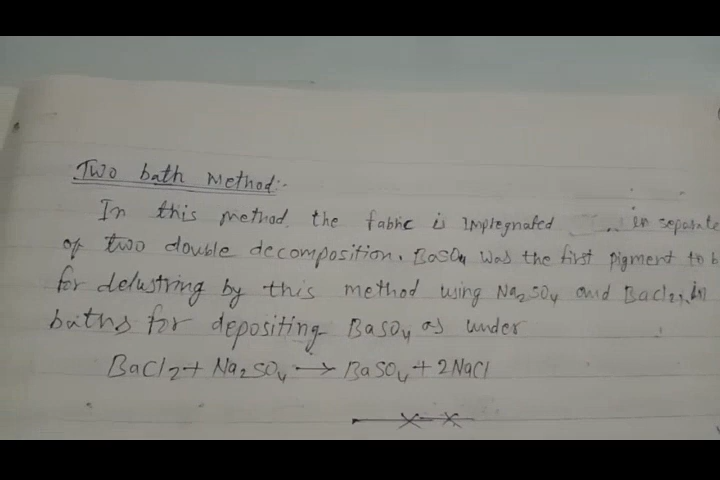 Two bath Method:-
In this method, the fabric is impregnated in separate
of two double decomposition. BaSO4 was the first pigment to b
for delustring by this method using Na2SO4 and BaCl2, in
baths for depositing BaSO4 as under
BaCl2 + Na2SO4 → BaSO4 + 2NaCl